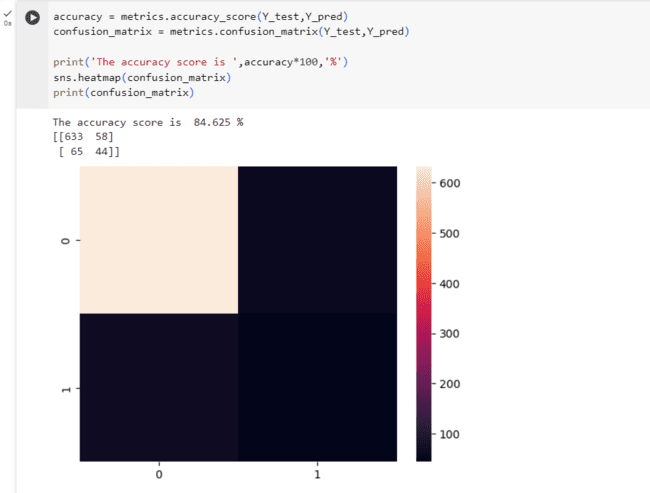 accuracy = metrics.accuracy_score(Y_test,Y_pred)
confusion_matrix = metrics.confusion_matrix(Y_test,Y_pred)
print('The accuracy score is ',accuracy*100,'%')
sns.heatmap(confusion_matrix)
print(confusion_matrix)
0s
The accuracy score is  84.625 %
[[633  58]
 [ 65  44]]
0
1
0
1
600
500
400
300
200
100